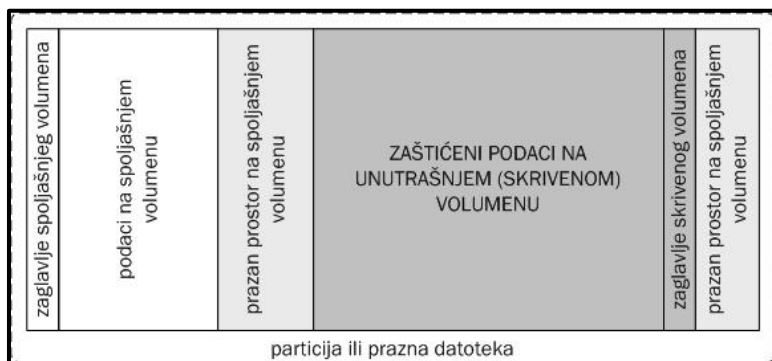 zaglavlje spoljašnjeg volumena
podaci na spoljašnjem
volumenu
prazan prostor na spoljašnjem
volumenu
ZAŠTIĆENI PODACI NA
UNUTRAŠNJEM (SKRIVENOM)
VOLUMENU
zaglavlje skrivenog volumena
prazan prostor na spoljašnjem
volumenu
particija ili prazna datoteka